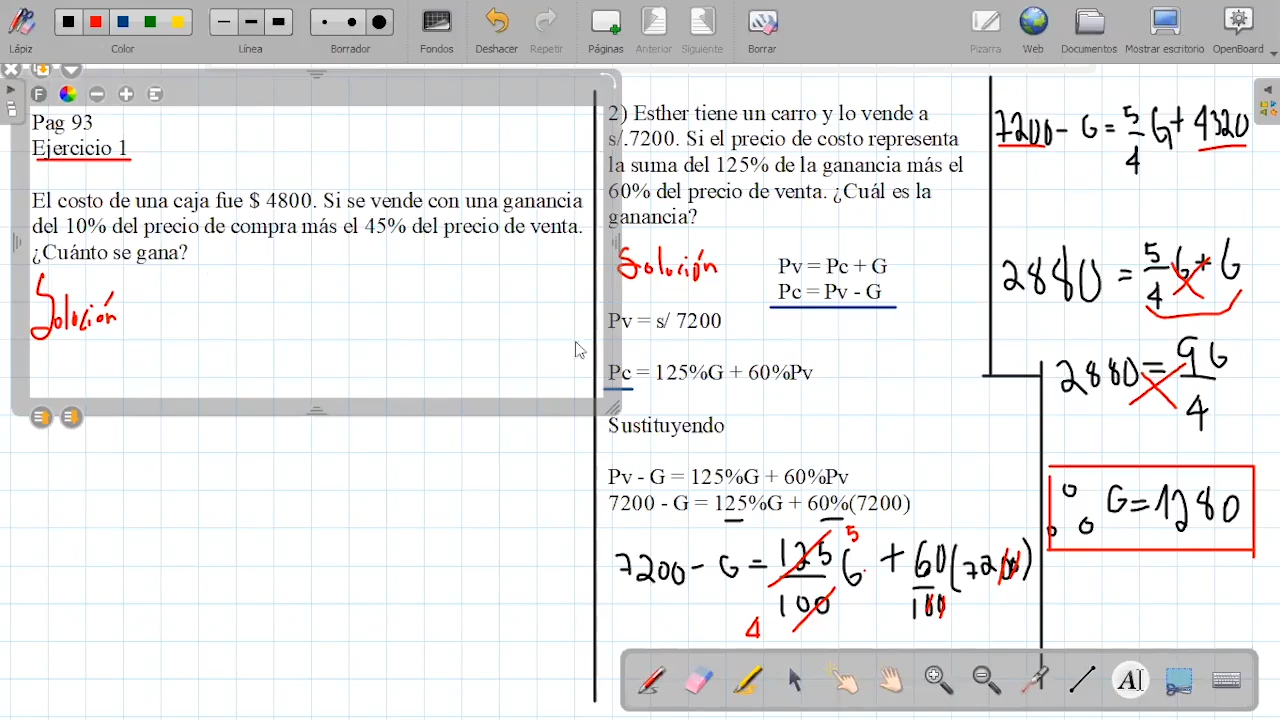 Lápiz
Color
Línea
Borrador
Fondos
Deshacer
Repetir
Páginas
Anterior
Siguiente
Borrar
Pizarra
Web
Documentos
Mostrar escritorio
OpenBoard
Pag 93
Ejercicio 1
El costo de una caja fue $ 4800. Si se vende con una ganancia
del 10% del precio de compra más el 45% del precio de venta.
¿Cuánto se gana?
Solución
2) Esther tiene un carro y lo vende a
s/.7200. Si el precio de costo representa
la suma del 125% de la ganancia más el
60% del precio de venta. ¿Cuál es la
ganancia?
Solución
Pv = Pc + G
Pc = Pv - G
Pv = s/ 7200
Pc = 125%G + 60%Pv
Sustituyendo
Pv - G = 125%G + 60%Pv
7200 - G = 125%G + 60%(7200)
7200 - G = 125/100 G + 60/100 (7200)
5
4
7200 - G = 5/4 G + 4320
2880 = 5/4 G + G
2880 = 9G/4
G = 1280